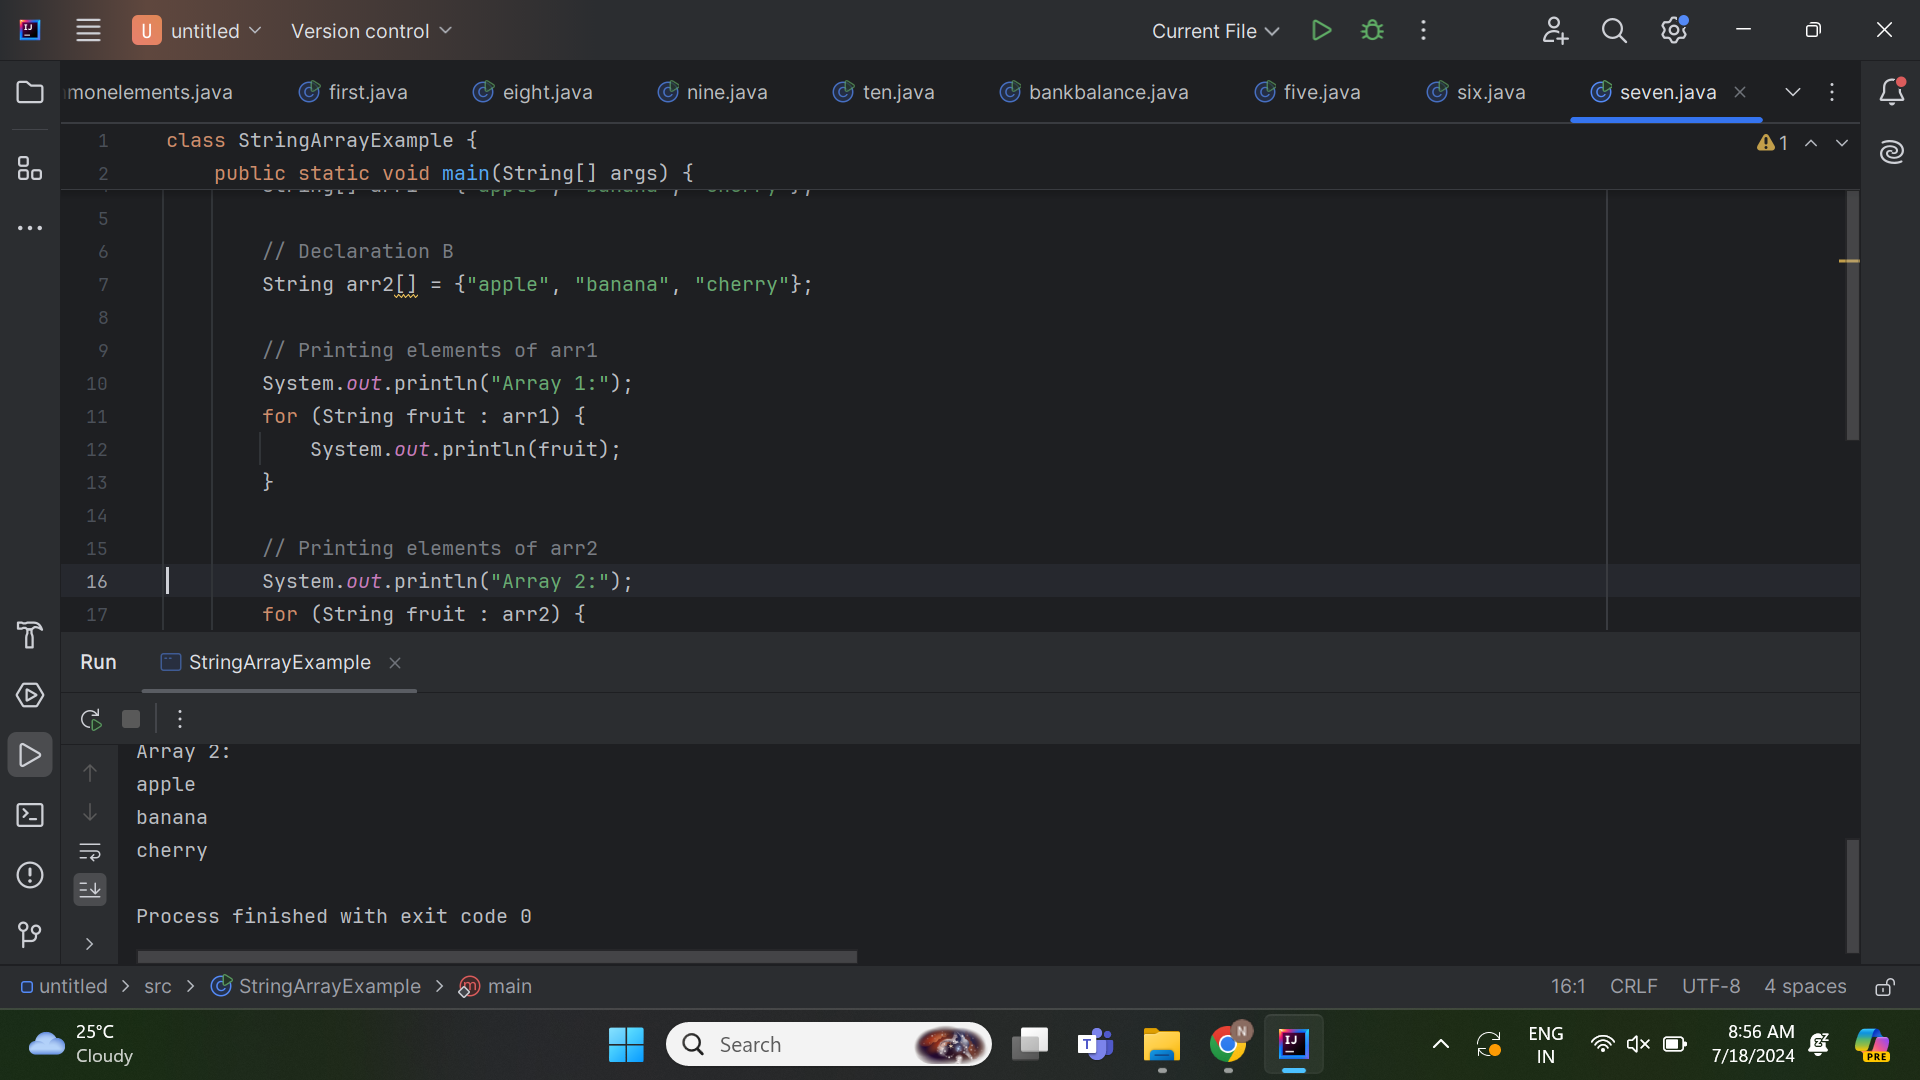 U untitled Version control Current File
monelements.java first.java eight.java nine.java ten.java bankbalance.java five.java six.java seven.java
1 class StringArrayExample {
2 public static void main(String[] args) {
5
6 // Declaration B
7 String arr2[] = {"apple", "banana", "cherry"};
8
9 // Printing elements of arr1
10 System.out.println("Array 1:");
11 for (String fruit : arr1) {
12 System.out.println(fruit);
13 }
14
15 // Printing elements of arr2
16 System.out.println("Array 2:");
17 for (String fruit : arr2) {
1
Run StringArrayExample
Array 2:
apple
banana
cherry
Process finished with exit code 0
untitled > src > StringArrayExample > main 16:1 CRLF UTF-8 4 spaces
25°C
Cloudy
Search
ENG
IN
8:56 AM
7/18/2024
PRE